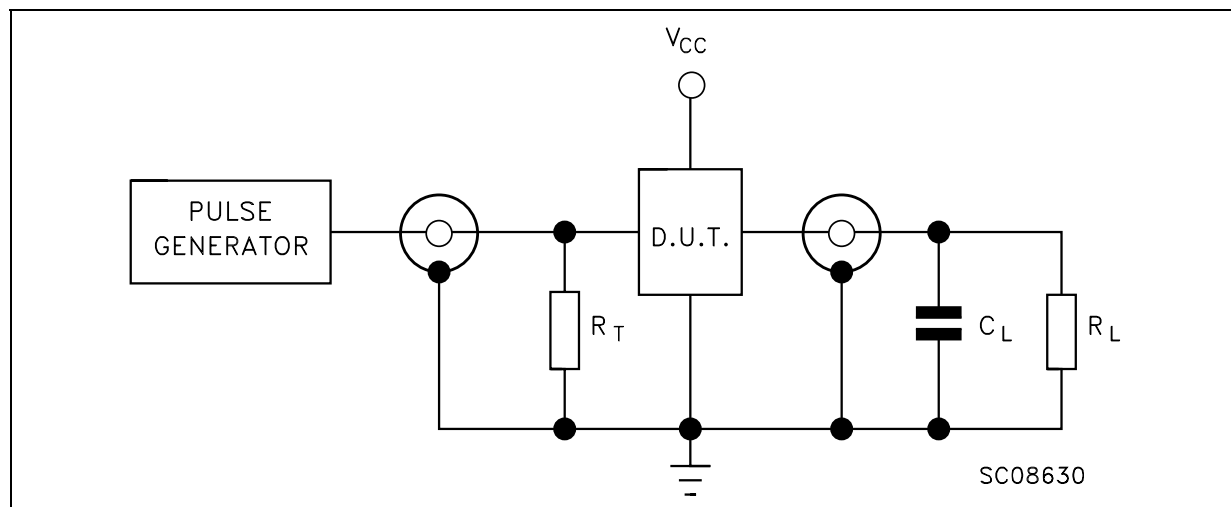 VCC
PULSE
GENERATOR
D.U.T.
RT
CL
RL
SC08630